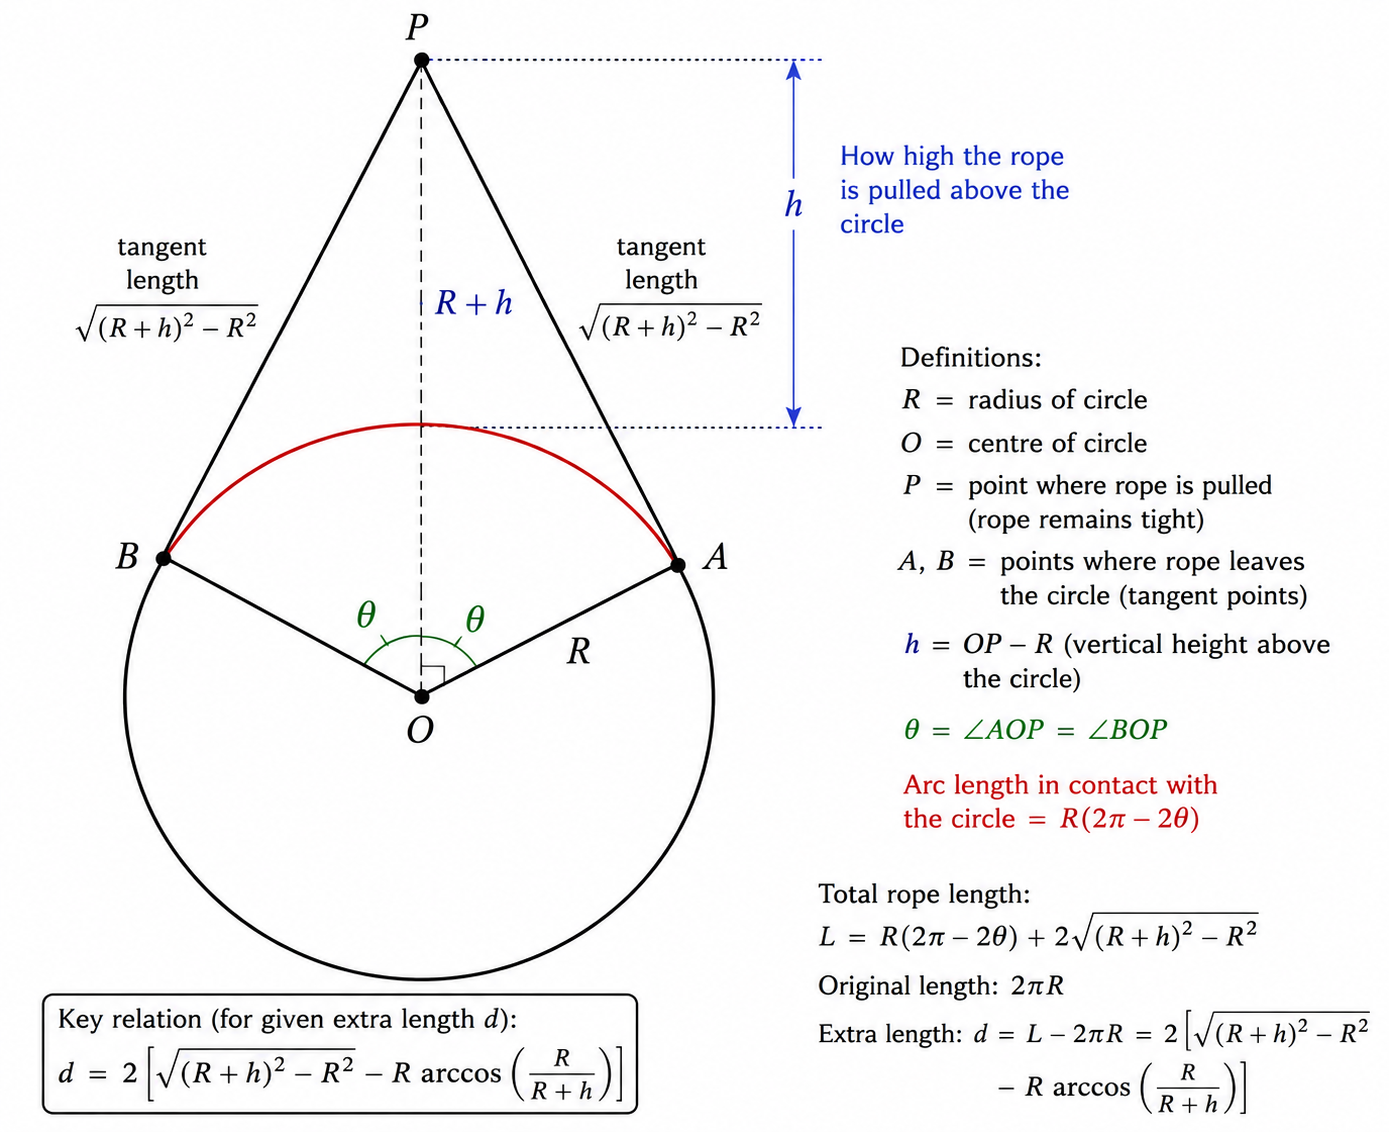 P
How high the rope
is pulled above the
circle
h
tangent
length
√((R + h)² – R²)
tangent
length
√((R + h)² – R²)
R + h
Definitions:
R = radius of circle
O = centre of circle
P = point where rope is pulled
(rope remains tight)
A, B = points where rope leaves
the circle (tangent points)
h = OP – R (vertical height above
the circle)
θ = ∠AOP = ∠BOP
Arc length in contact with
the circle = R(2π – 2θ)
B
A
θ
θ
R
O
Total rope length:
L = R(2π – 2θ) + 2√((R + h)² – R²)
Original length: 2πR
Extra length: d = L – 2πR = 2[√((R + h)² – R²)
– R arccos(R/(R + h))]
Key relation (for given extra length d):
d = 2[√((R + h)² – R²) – R arccos(R/(R + h))]